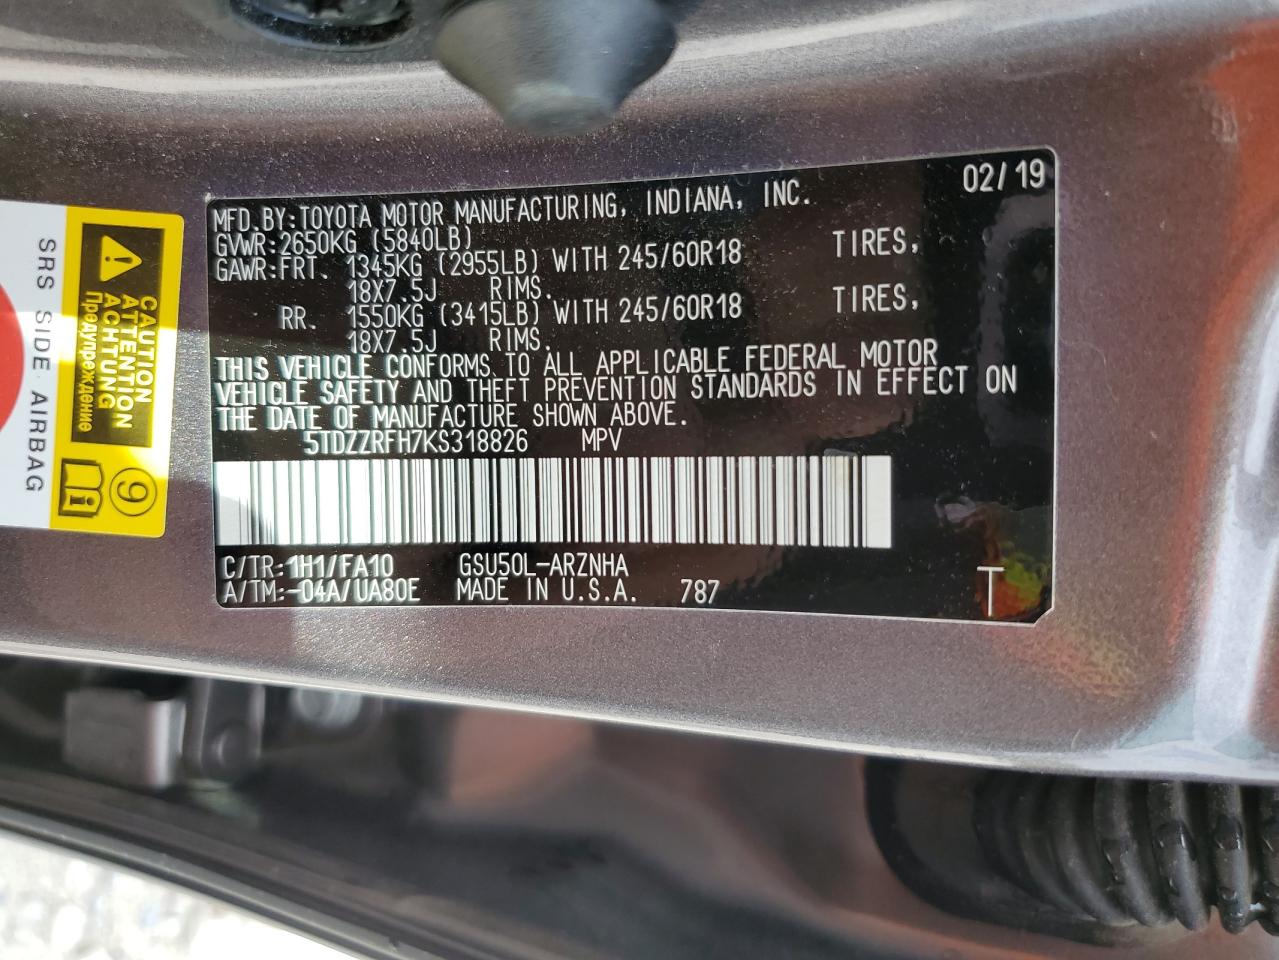 02/19
MFD.BY:TOYOTA MOTOR MANUFACTURING, INDIANA, INC.
GVWR:2650KG (5840LB)
GAWR:FRT. 1345KG (2955LB) WITH 245/60R18 TIRES,
18X7.5J RIMS.
RR. 1550KG (3415LB) WITH 245/60R18 TIRES,
18X7.5J RIMS.
THIS VEHICLE CONFORMS TO ALL APPLICABLE FEDERAL MOTOR
VEHICLE SAFETY AND THEFT PREVENTION STANDARDS IN EFFECT ON
THE DATE OF MANUFACTURE SHOWN ABOVE.
5TDZZRFH7KS318826 MPV
C/TR:1H1/FA10 GSU50L-ARZNHA
A/TM:-04A/UA80E MADE IN U.S.A. 787 T
CAUTION
ATTENTION
ACHTUNG
Предупреждение
9
SRS SIDE AIRBAG